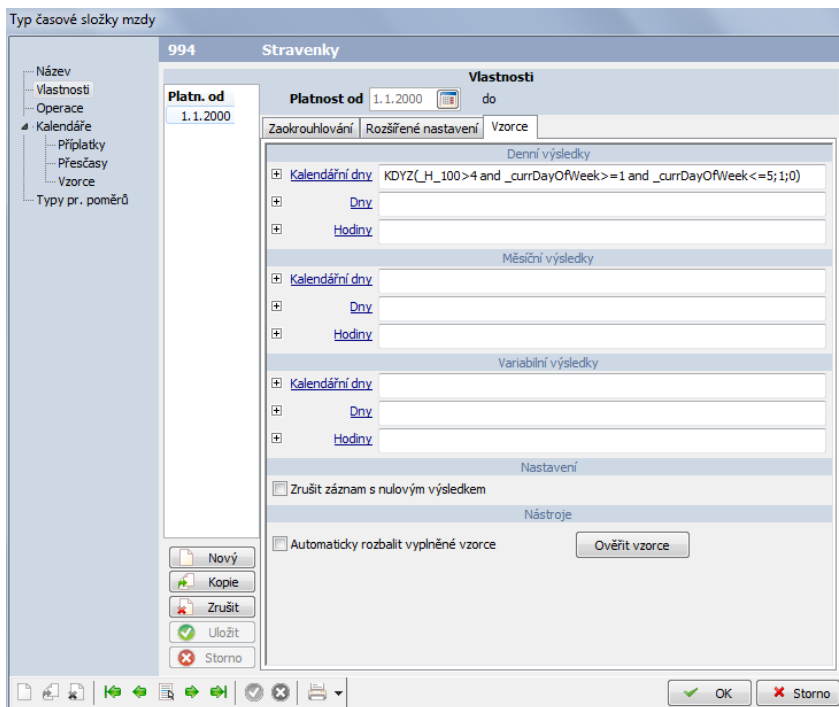 Typ časové složky mzdy
994 Stravenky
Název
Vlastnosti
Operace
Kalendáře
Příplatky
Přesčasy
Vzorce
Typy pr. poměrů
Platn. od
1.1.2000
Vlastnosti
Platnost od 1.1.2000 do
Zaokrouhlování Rozšířené nastavení Vzorce
Denní výsledky
Kalendářní dny KDYZ(_H_100>4 and _currDayOfWeek>=1 and _currDayOfWeek<=5;1;0)
Dny
Hodiny
Měsíční výsledky
Kalendářní dny
Dny
Hodiny
Variabilní výsledky
Kalendářní dny
Dny
Hodiny
Nastavení
Zrušit záznam s nulovým výsledkem
Nástroje
Automaticky rozbalit vyplněné vzorce Ověřit vzorce
Nový
Kopie
Zrušit
Uložit
Storno
OK Storno